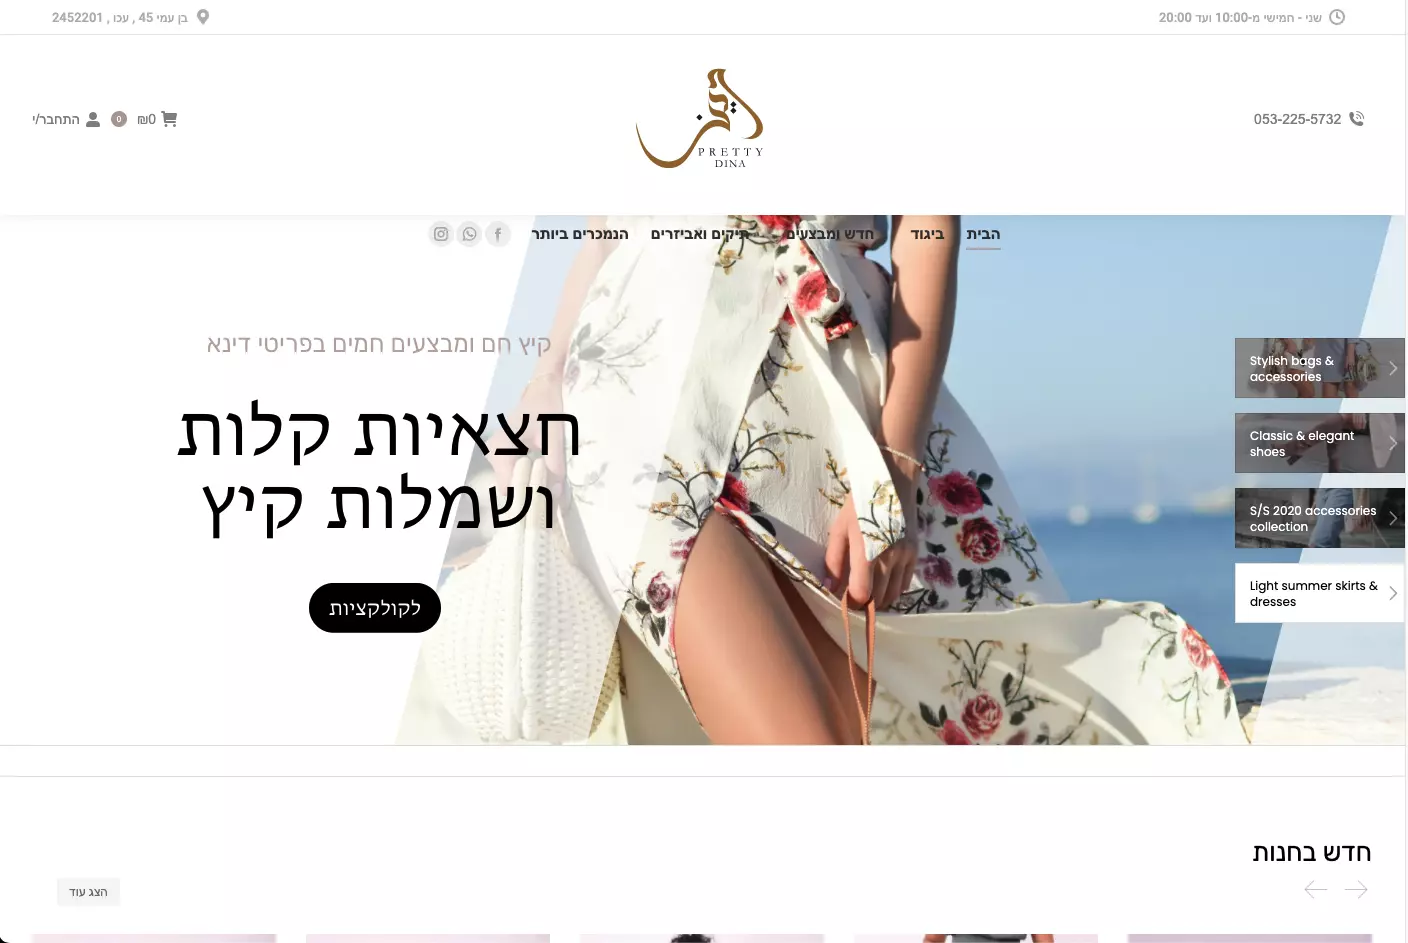 שני - חמישי מ-10:00 ועד 20:00
בן עמי 45 , עכו , 2452201
053-225-5732
PRETTY
DINA
₪0
0
התחבר/י
הבית
ביגוד
חדש ומבצעים
תיקים ואביזרים
הנמכרים ביותר
קיץ חם ומבצעים חמים בפריטי דינא
חצאיות קלות
ושמלות קיץ
לקולקציות
Stylish bags &
accessories
Classic & elegant
shoes
S/S 2020 accessories
collection
Light summer skirts &
dresses
חדש בחנות
הצג עוד